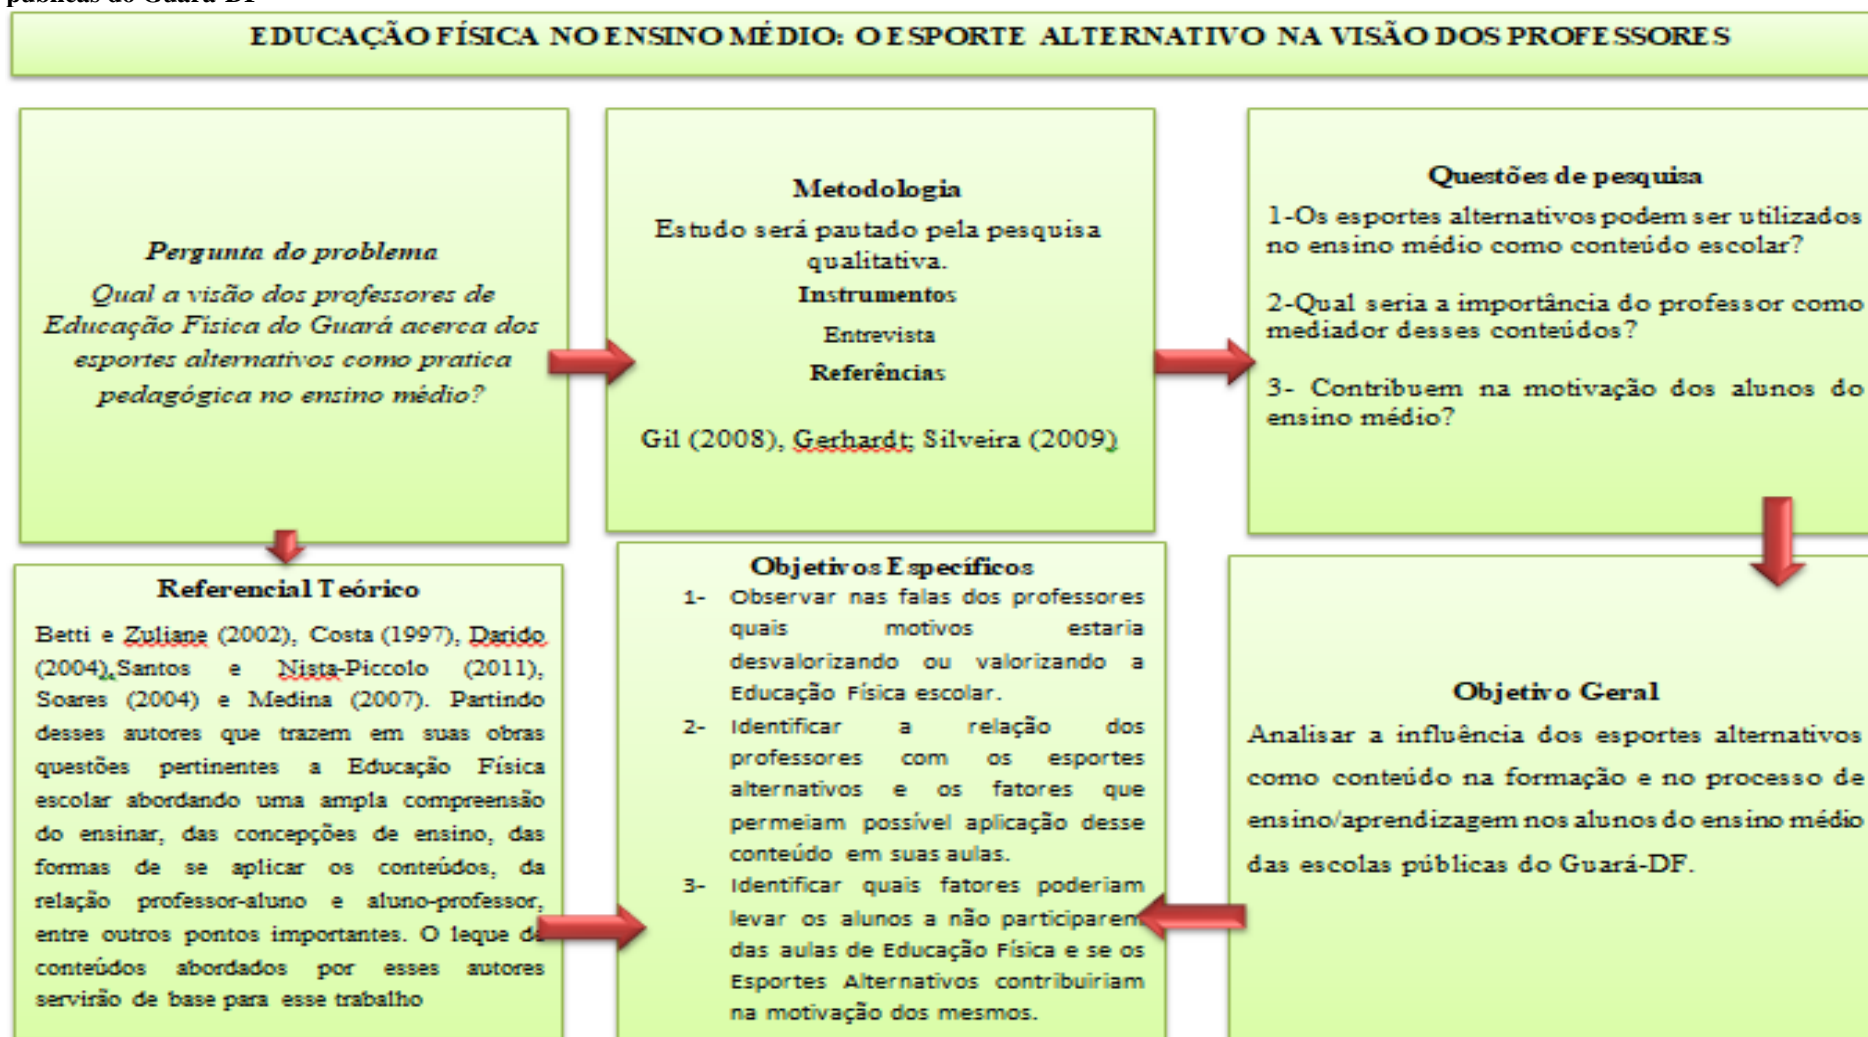 públicas do Guará-DF
EDUCAÇÃO FÍSICA NO ENSINO MÉDIO: O ESPORTE ALTERNATIVO NA VISÃO DOS PROFESSORES
Pergunta do problema
Qual a visão dos professores de
Educação Física do Guará acerca dos
esportes alternativos como pratica
pedagógica no ensino médio?
Metodologia
Estudo será pautado pela pesquisa
qualitativa.
Instrumentos
Entrevista
Referências
Gil (2008), Gerhardt; Silveira (2009)
Questões de pesquisa
1-Os esportes alternativos podem ser utilizados
no ensino médio como conteúdo escolar?
2-Qual seria a importância do professor como
mediador desses conteúdos?
3- Contribuem na motivação dos alunos do
ensino médio?
Referencial Teórico
Betti e Zuliane (2002), Costa (1997), Darido
(2004),Santos e Nista-Piccolo (2011),
Soares (2004) e Medina (2007). Partindo
desses autores que trazem em suas obras
questões pertinentes a Educação Física
escolar abordando uma ampla compreensão
do ensinar, das concepções de ensino, das
formas de se aplicar os conteúdos, da
relação professor-aluno e aluno-professor,
entre outros pontos importantes. O leque de
conteúdos abordados por esses autores
servirão de base para esse trabalho
Objetivos Específicos
1- Observar nas falas dos professores
quais motivos estaria
desvalorizando ou valorizando a
Educação Física escolar.
2- Identificar a relação dos
professores com os esportes
alternativos e os fatores que
permeiam possível aplicação desse
conteúdo em suas aulas.
3- Identificar quais fatores poderiam
levar os alunos a não participarem
das aulas de Educação Física e se os
Esportes Alternativos contribuiriam
na motivação dos mesmos.
Objetivo Geral
Analisar a influência dos esportes alternativos
como conteúdo na formação e no processo de
ensino/aprendizagem nos alunos do ensino médio
das escolas públicas do Guará-DF.